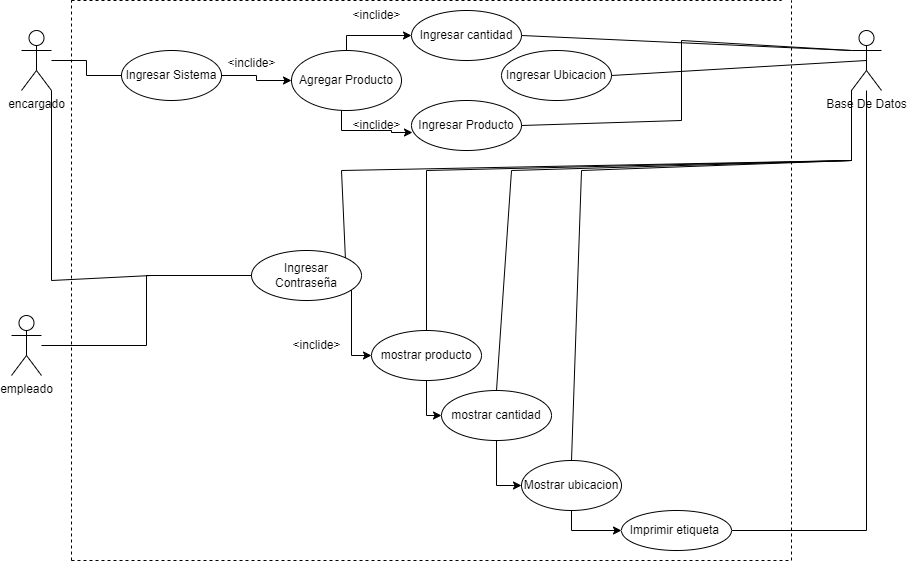 <inclide>
Ingresar cantidad
<inclide>
Ingresar Sistema
Agregar Producto
Ingresar Ubicacion
encargado
Base De Datos
<inclide>
Ingresar Producto
Ingresar
Contraseña
<inclide>
mostrar producto
empleado
mostrar cantidad
Mostrar ubicacion
Imprimir etiqueta